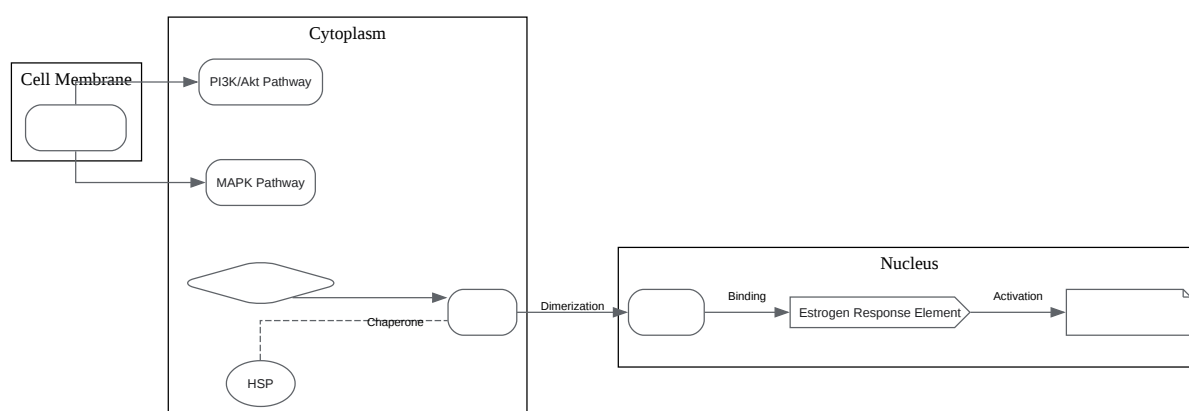 Cytoplasm
Cell Membrane
PI3K/Akt Pathway
MAPK Pathway
Nucleus
Chaperone
Dimerization
Binding
Estrogen Response Element
Activation
HSP